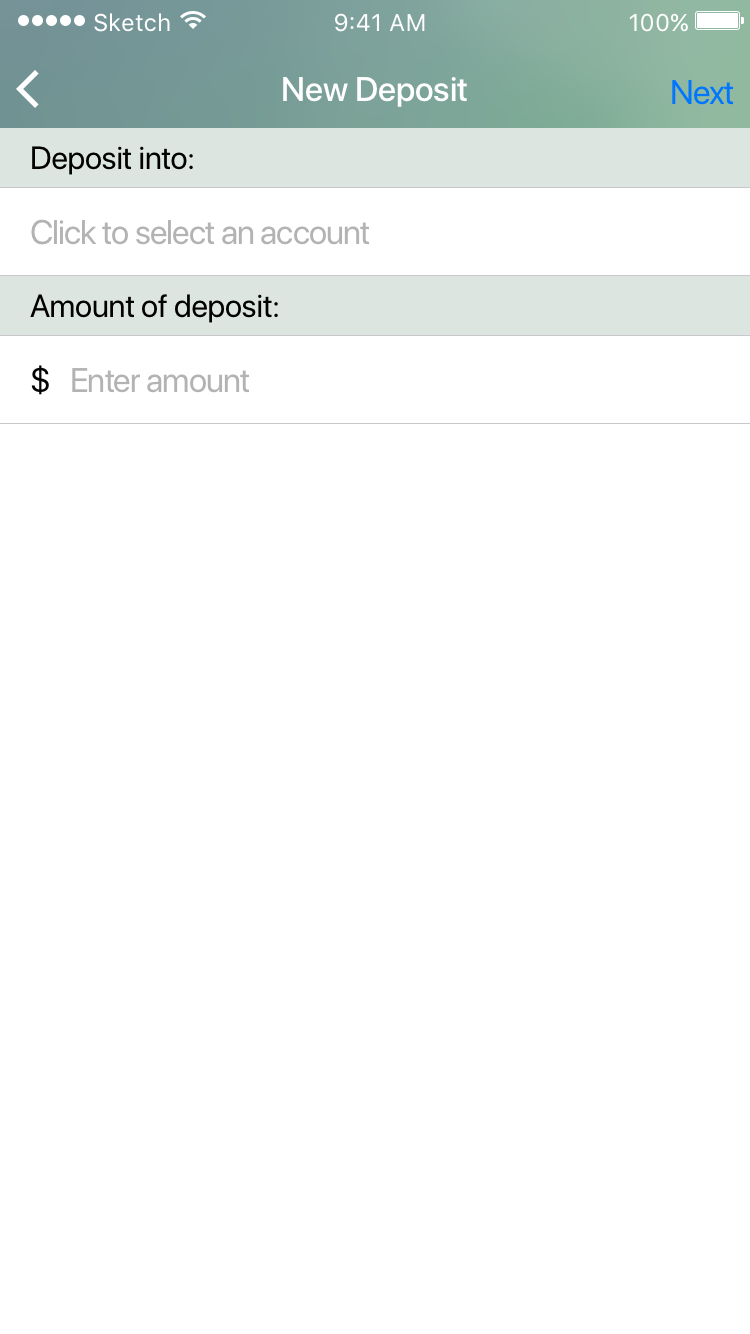 Sketch 9:41 AM 100%
New Deposit Next
Deposit into:
Click to select an account
Amount of deposit:
$ Enter amount